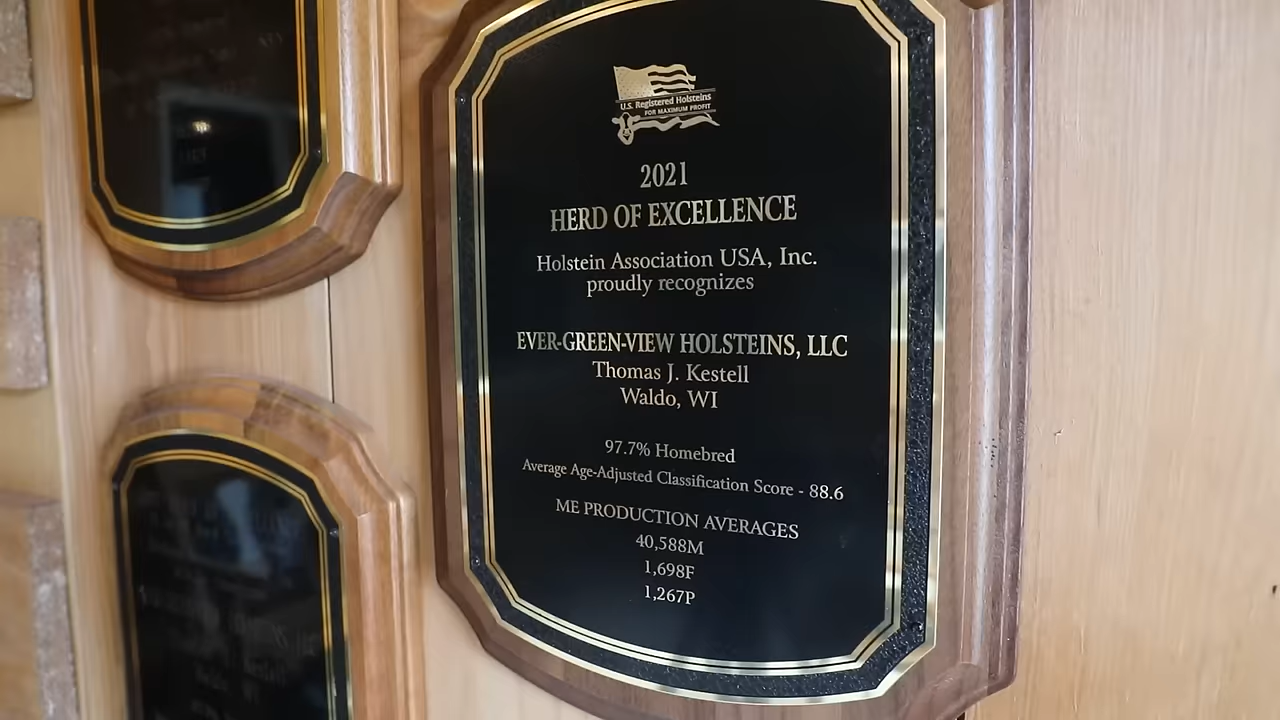 U.S. Registered Holsteins
FOR MAXIMUM PROFIT
2021
HERD OF EXCELLENCE
Holstein Association USA, Inc.
proudly recognizes
EVER-GREEN-VIEW HOLSTEINS, LLC
Thomas J. Kestell
Waldo, WI
97.7% Homebred
Average Age-Adjusted Classification Score - 88.6
ME PRODUCTION AVERAGES
40,588M
1,698F
1,267P